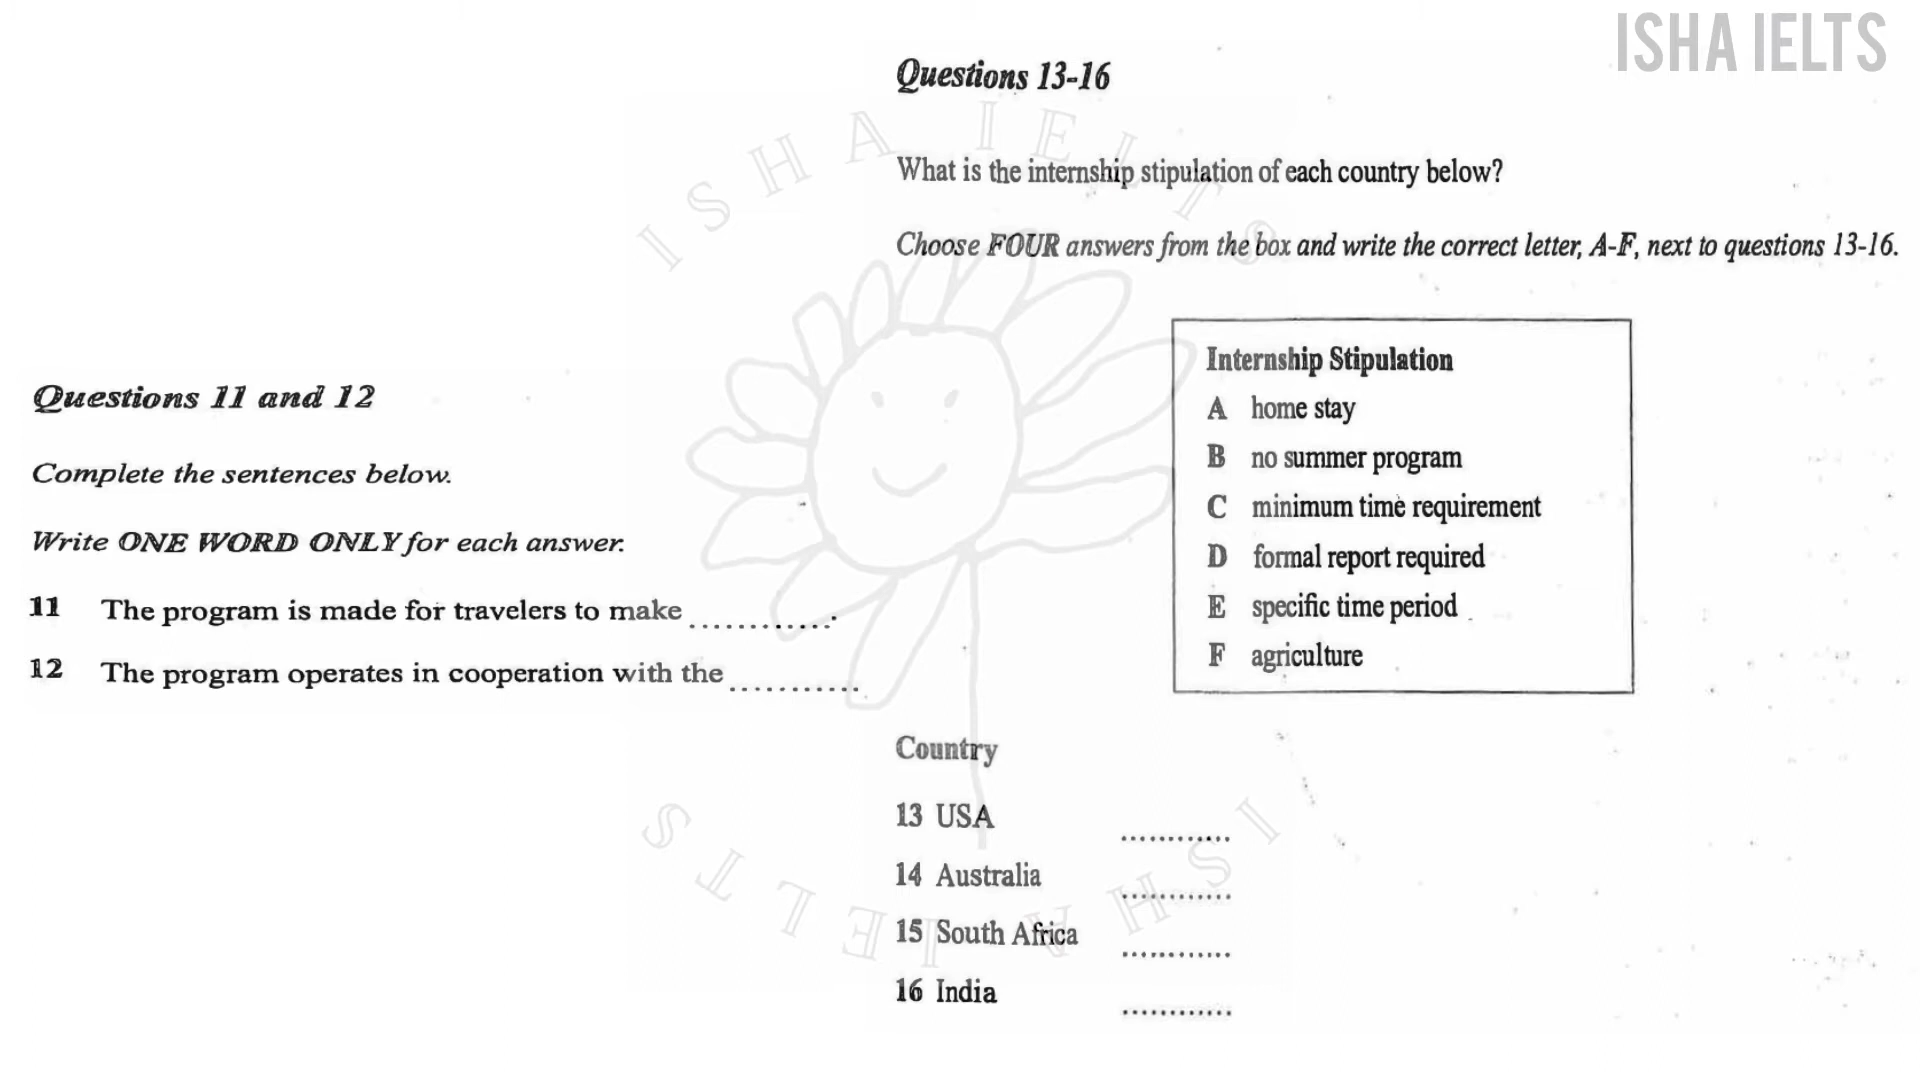 ISHA IELTS
Questions 11 and 12
Complete the sentences below.
Write ONE WORD ONLY for each answer.
11 The program is made for travelers to make ............
12 The program operates in cooperation with the ...........
Questions 13-16
What is the internship stipulation of each country below?
Choose FOUR answers from the box and write the correct letter, A-F, next to questions 13-16.
Internship Stipulation
A home stay
B no summer program
C minimum time requirement
D formal report required
E specific time period
F agriculture
Country
13 USA ............
14 Australia ............
15 South Africa ............
16 India ............
ISHA IELTS
ISHA IELTS